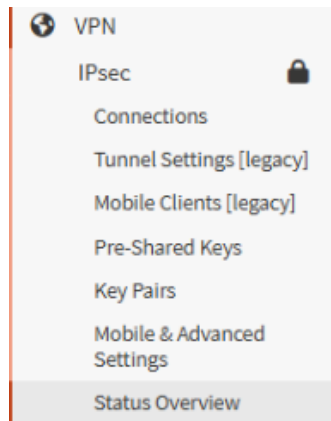 VPN
IPsec
Connections
Tunnel Settings [legacy]
Mobile Clients [legacy]
Pre-Shared Keys
Key Pairs
Mobile & Advanced
Settings
Status Overview